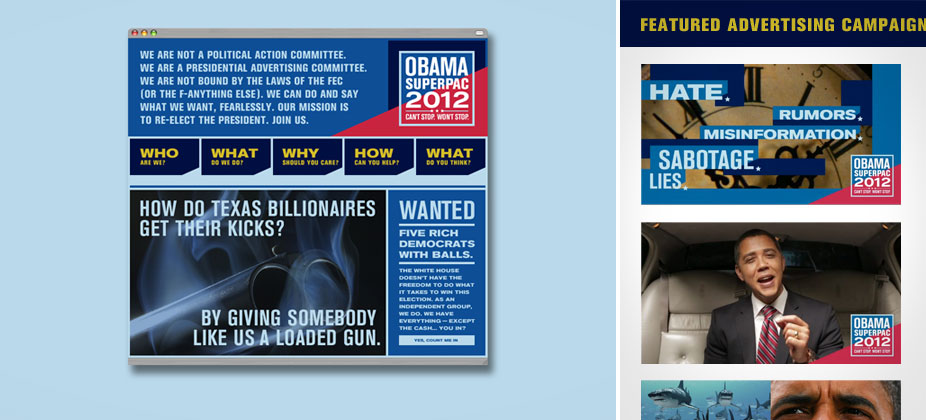 WE ARE NOT A POLITICAL ACTION COMMITTEE.
WE ARE A PRESIDENTIAL ADVERTISING COMMITTEE.
WE ARE NOT BOUND BY THE LAWS OF THE FEC
(OR THE F-ANYTHING ELSE). WE CAN DO AND SAY
WHAT WE WANT, FEARLESSLY. OUR MISSION IS
TO RE-ELECT THE PRESIDENT. JOIN US.
OBAMA
SUPERPAC
2012
CAN'T STOP. WON'T STOP.
WHO
ARE WE?
WHAT
DO WE DO?
WHY
SHOULD YOU CARE?
HOW
CAN YOU HELP?
WHAT
DO YOU THINK?
HOW DO TEXAS BILLIONAIRES
GET THEIR KICKS?
BY GIVING SOMEBODY
LIKE US A LOADED GUN.
WANTED
FIVE RICH
DEMOCRATS
WITH BALLS.
THE WHITE HOUSE
DOESN'T HAVE THE
FREEDOM TO DO WHAT
IT TAKES TO WIN THIS
ELECTION. AS AN
INDEPENDENT GROUP,
WE DO. WE HAVE
EVERYTHING—EXCEPT
THE CASH... YOU IN?
YES, COUNT ME IN
FEATURED ADVERTISING CAMPAIGN
HATE.*
RUMORS.*
MISINFORMATION.*
SABOTAGE.*
LIES.*
OBAMA
SUPERPAC
2012
CAN'T STOP. WON'T STOP.
OBAMA
SUPERPAC
2012
CAN'T STOP. WON'T STOP.